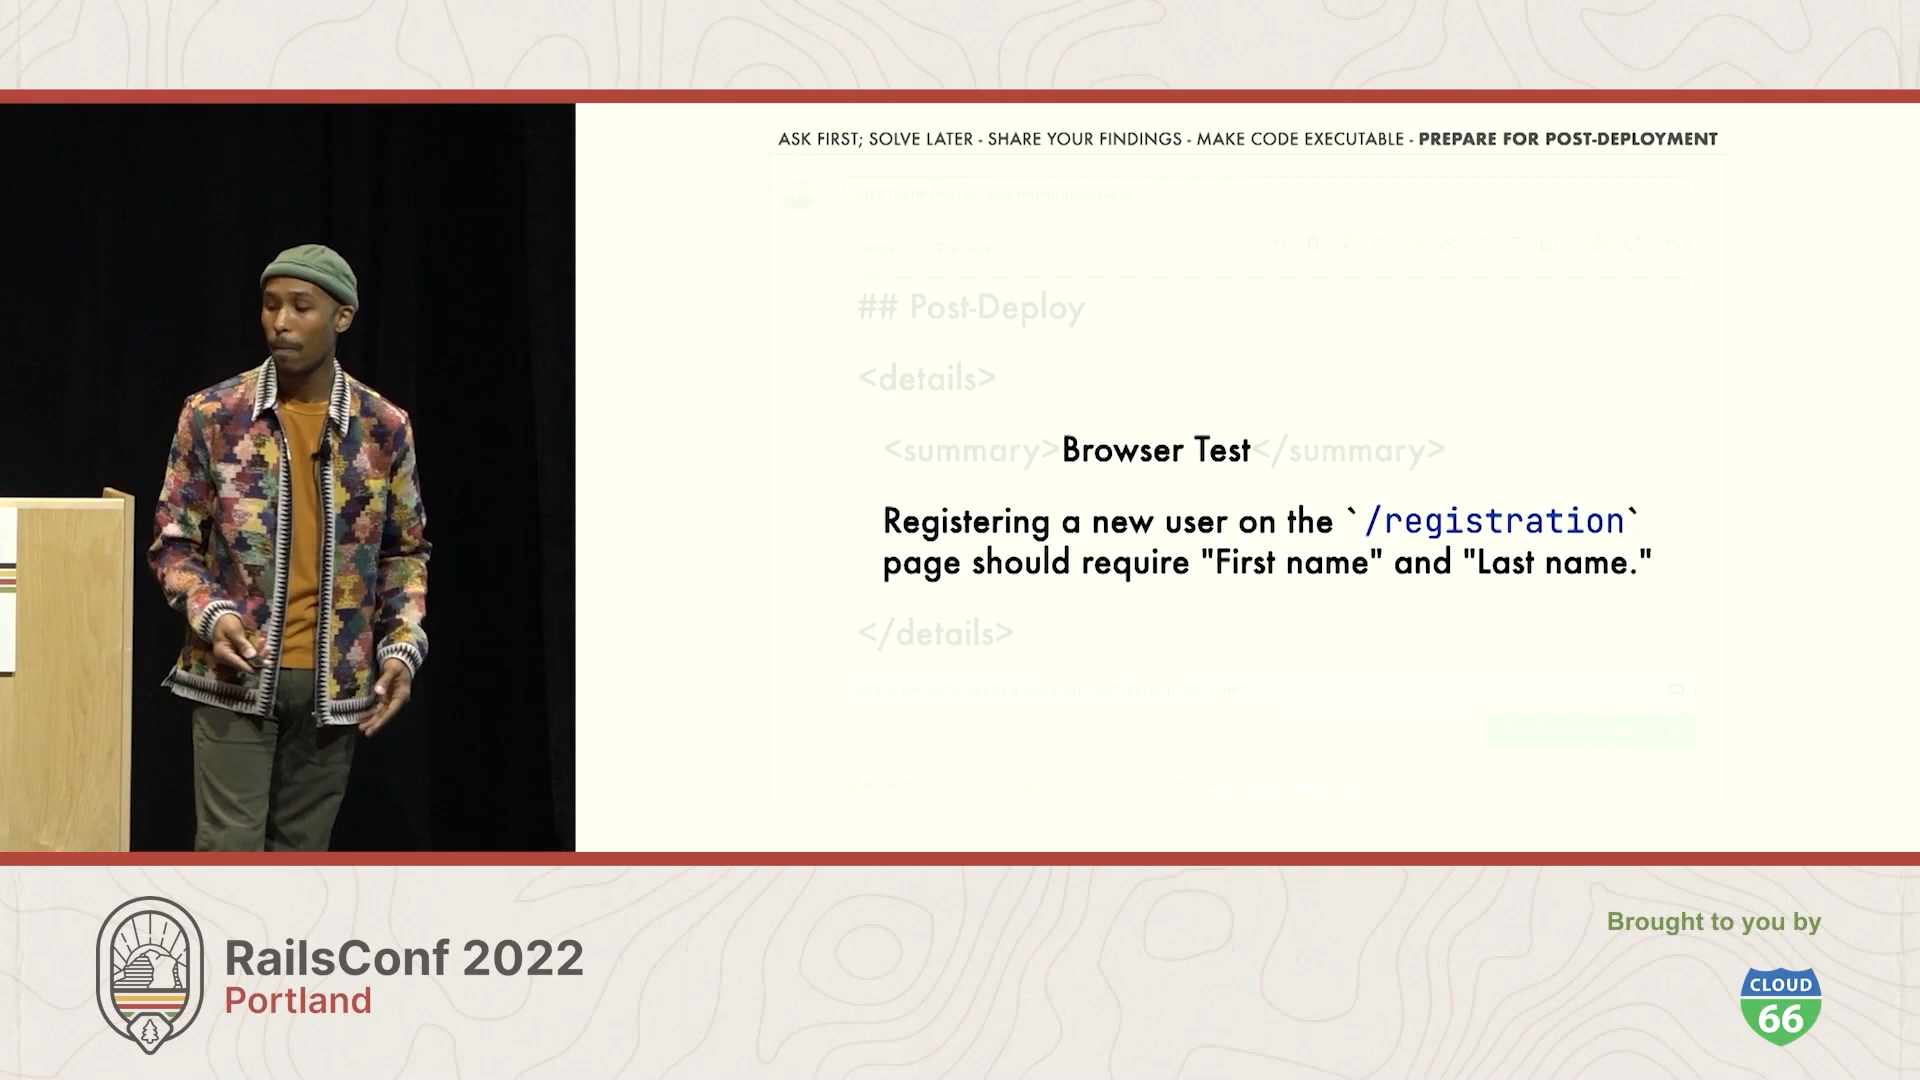 ASK FIRST; SOLVE LATER - SHARE YOUR FINDINGS - MAKE CODE EXECUTABLE - PREPARE FOR POST-DEPLOYMENT
## Post-Deploy
<details>
<summary>Browser Test</summary>
Registering a new user on the `/registration`
page should require "First name" and "Last name."
</details>
RailsConf 2022
Portland
Brought to you by
CLOUD
66